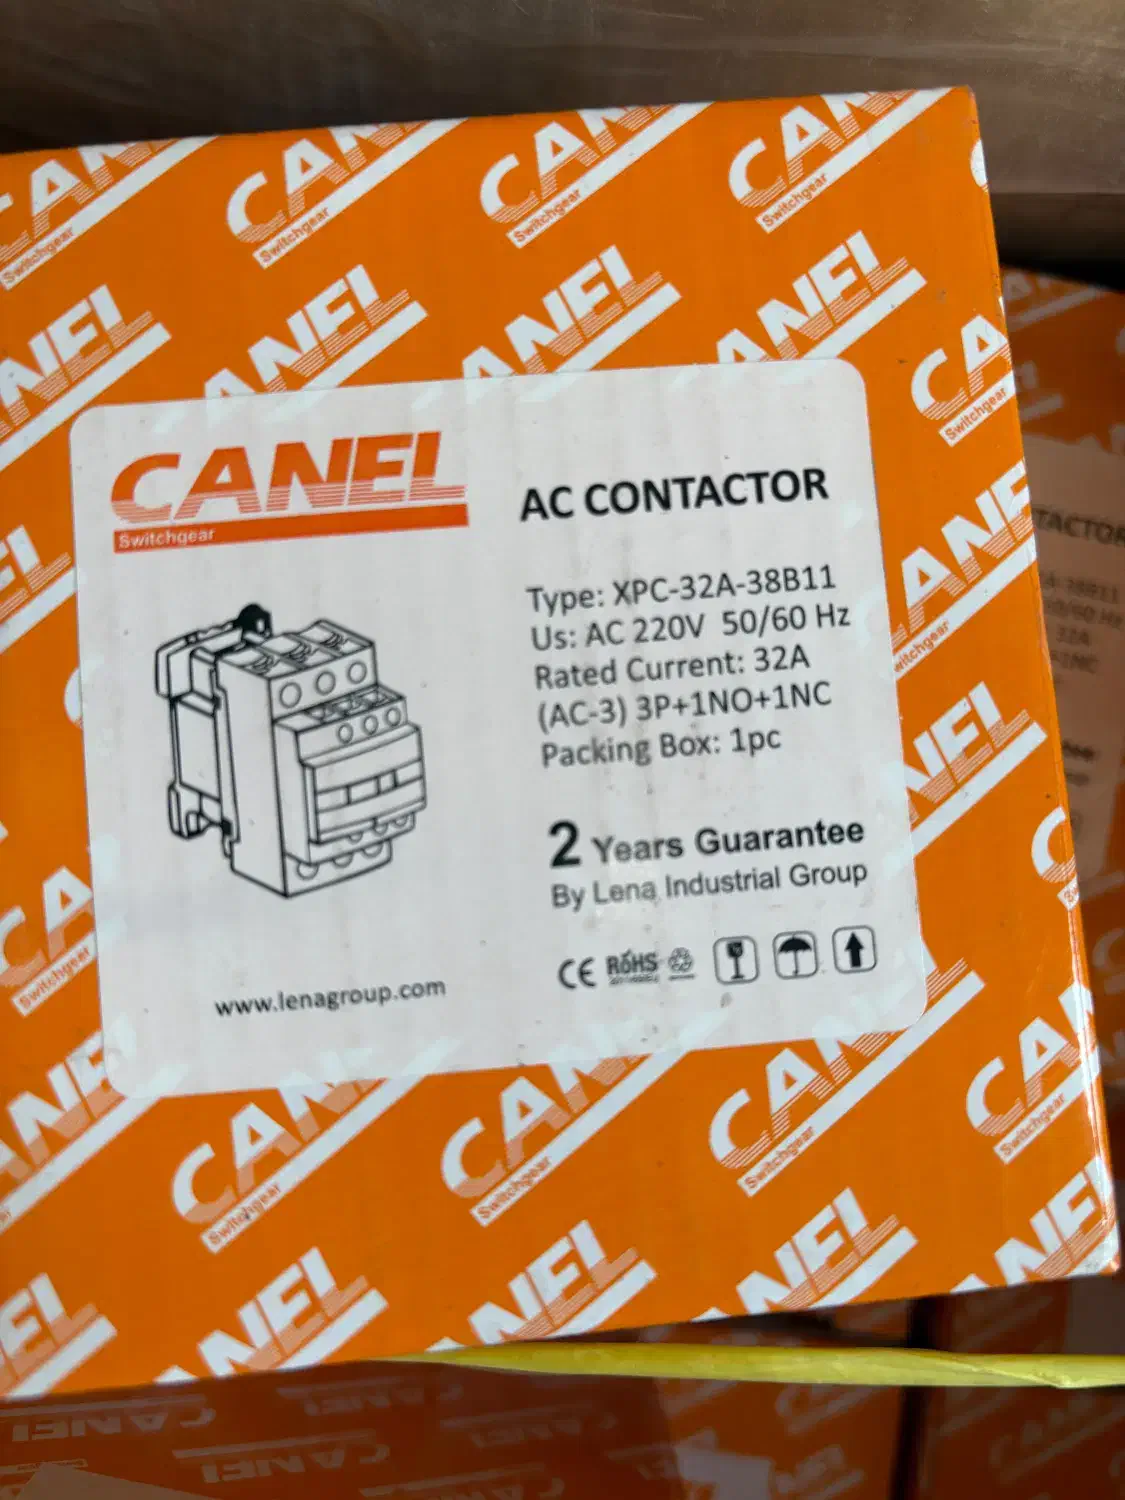 CANEL
Switchgear
AC CONTACTOR
Type: XPC-32A-38B11
Us: AC 220V 50/60 Hz
Rated Current: 32A
(AC-3) 3P+1NO+1NC
Packing Box: 1pc
2 Years Guarantee
By Lena Industrial Group
CE RoHS
www.lenagroup.com